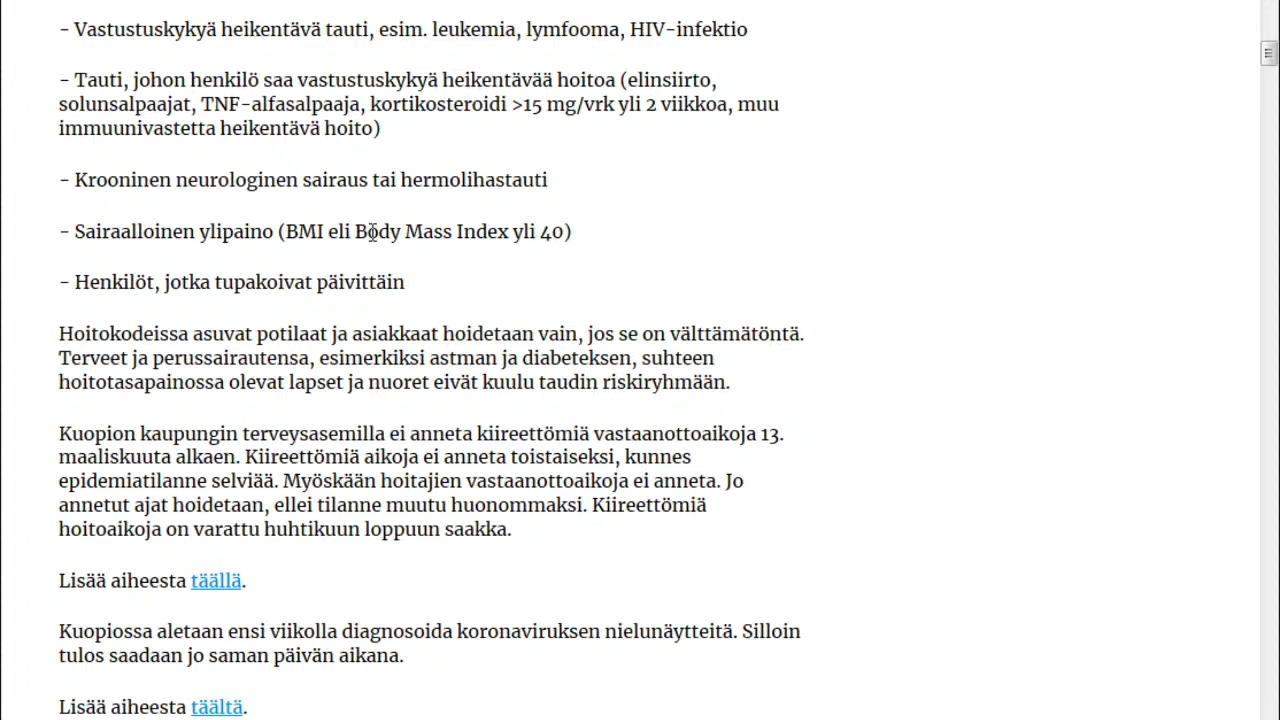 - Vastustuskykyä heikentävä tauti, esim. leukemia, lymfooma, HIV-infektio
- Tauti, johon henkilö saa vastustuskykyä heikentävää hoitoa (elinsiirto,
solunsalpaajat, TNF-alfasalpaaja, kortikosteroidi >15 mg/vrk yli 2 viikkoa, muu
immuunivastetta heikentävä hoito)
- Krooninen neurologinen sairaus tai hermolihastauti
- Sairaalloinen ylipaino (BMI eli Body Mass Index yli 40)
- Henkilöt, jotka tupakoivat päivittäin
Hoitokodeissa asuvat potilaat ja asiakkaat hoidetaan vain, jos se on välttämätöntä.
Terveet ja perussairautensa, esimerkiksi astman ja diabeteksen, suhteen
hoitotasapainossa olevat lapset ja nuoret eivät kuulu taudin riskiryhmään.
Kuopion kaupungin terveysasemilla ei anneta kiireettömiä vastaanottoaikoja 13.
maaliskuuta alkaen. Kiireettömiä aikoja ei anneta toistaiseksi, kunnes
epidemiatilanne selviää. Myöskään hoitajien vastaanottoaikoja ei anneta. Jo
annetut ajat hoidetaan, ellei tilanne muutu huonommaksi. Kiireettömiä
hoitoaikoja on varattu huhtikuun loppuun saakka.
Lisää aiheesta täällä.
Kuopiossa aletaan ensi viikolla diagnosoida koronaviruksen nielunäytteitä. Silloin
tulos saadaan jo saman päivän aikana.
Lisää aiheesta täältä.